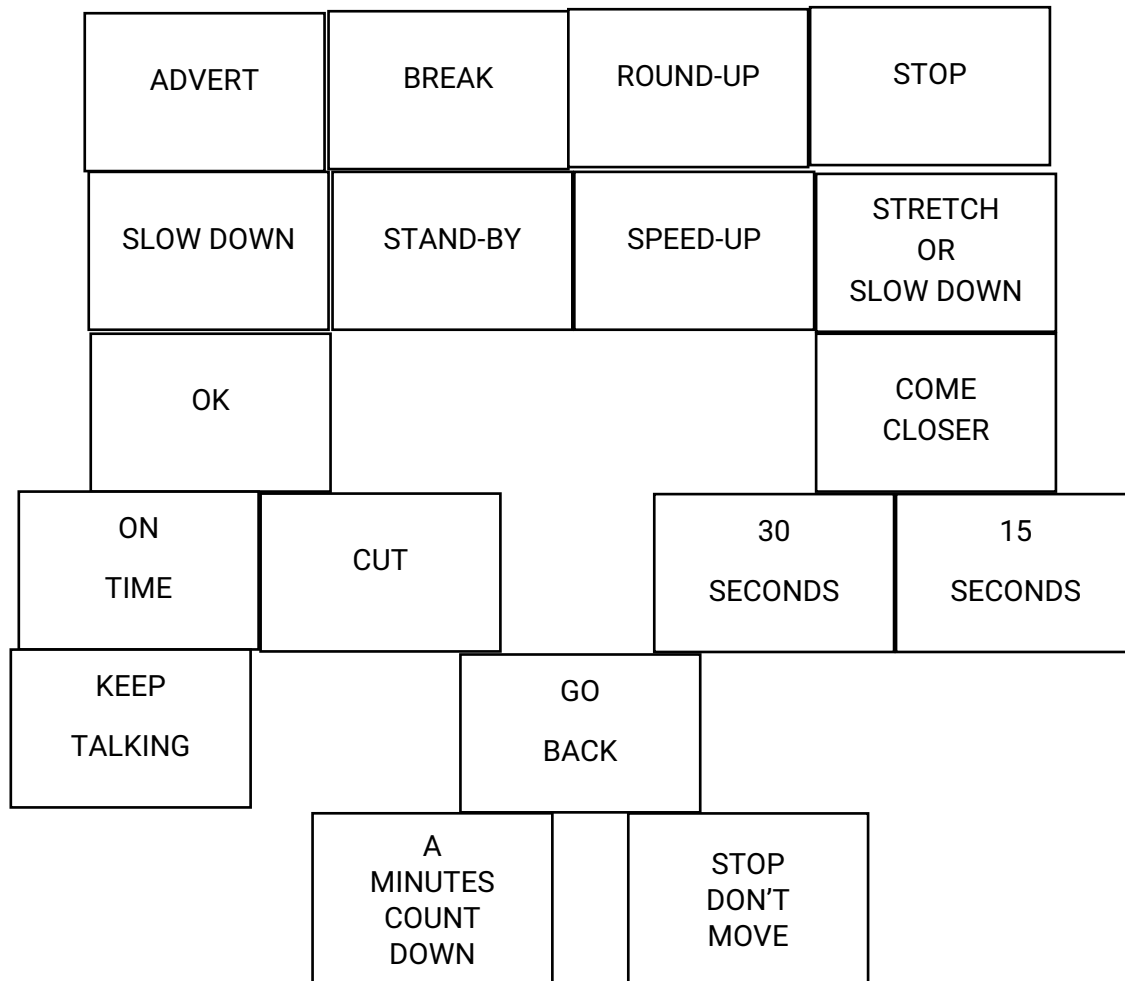 ADVERT
BREAK
ROUND-UP
STOP
SLOW DOWN
STAND-BY
SPEED-UP
STRETCH
OR
SLOW DOWN
OK
COME
CLOSER
ON
TIME
CUT
30
SECONDS
15
SECONDS
KEEP
TALKING
GO
BACK
A
MINUTES
COUNT
DOWN
STOP
DON’T
MOVE